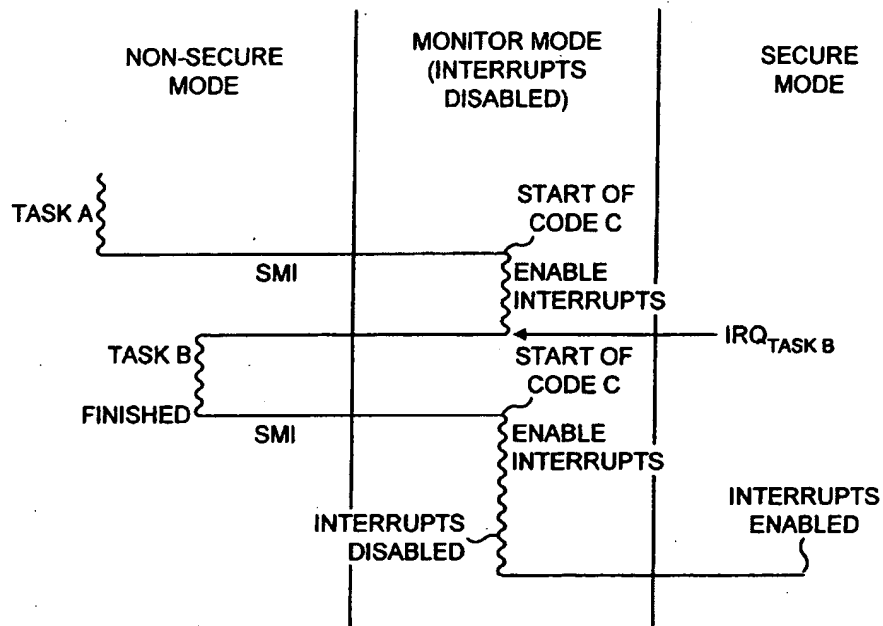 NON-SECURE
MODE
MONITOR MODE
(INTERRUPTS
DISABLED)
SECURE
MODE
TASK A
START OF
CODE C
SMI
ENABLE
INTERRUPTS
IRQTASK B
TASK B
START OF
CODE C
FINISHED
SMI
ENABLE
INTERRUPTS
INTERRUPTS
DISABLED
INTERRUPTS
ENABLED